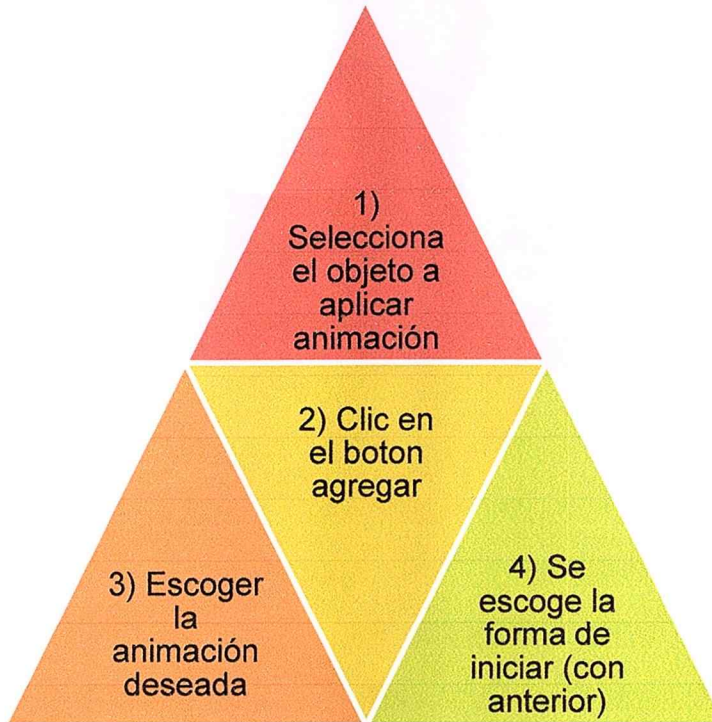 1)
Selecciona
el objeto a
aplicar
animación
2) Clic en
el boton
agregar
3) Escoger
la
animación
deseada
4) Se
escoge la
forma de
iniciar (con
anterior)